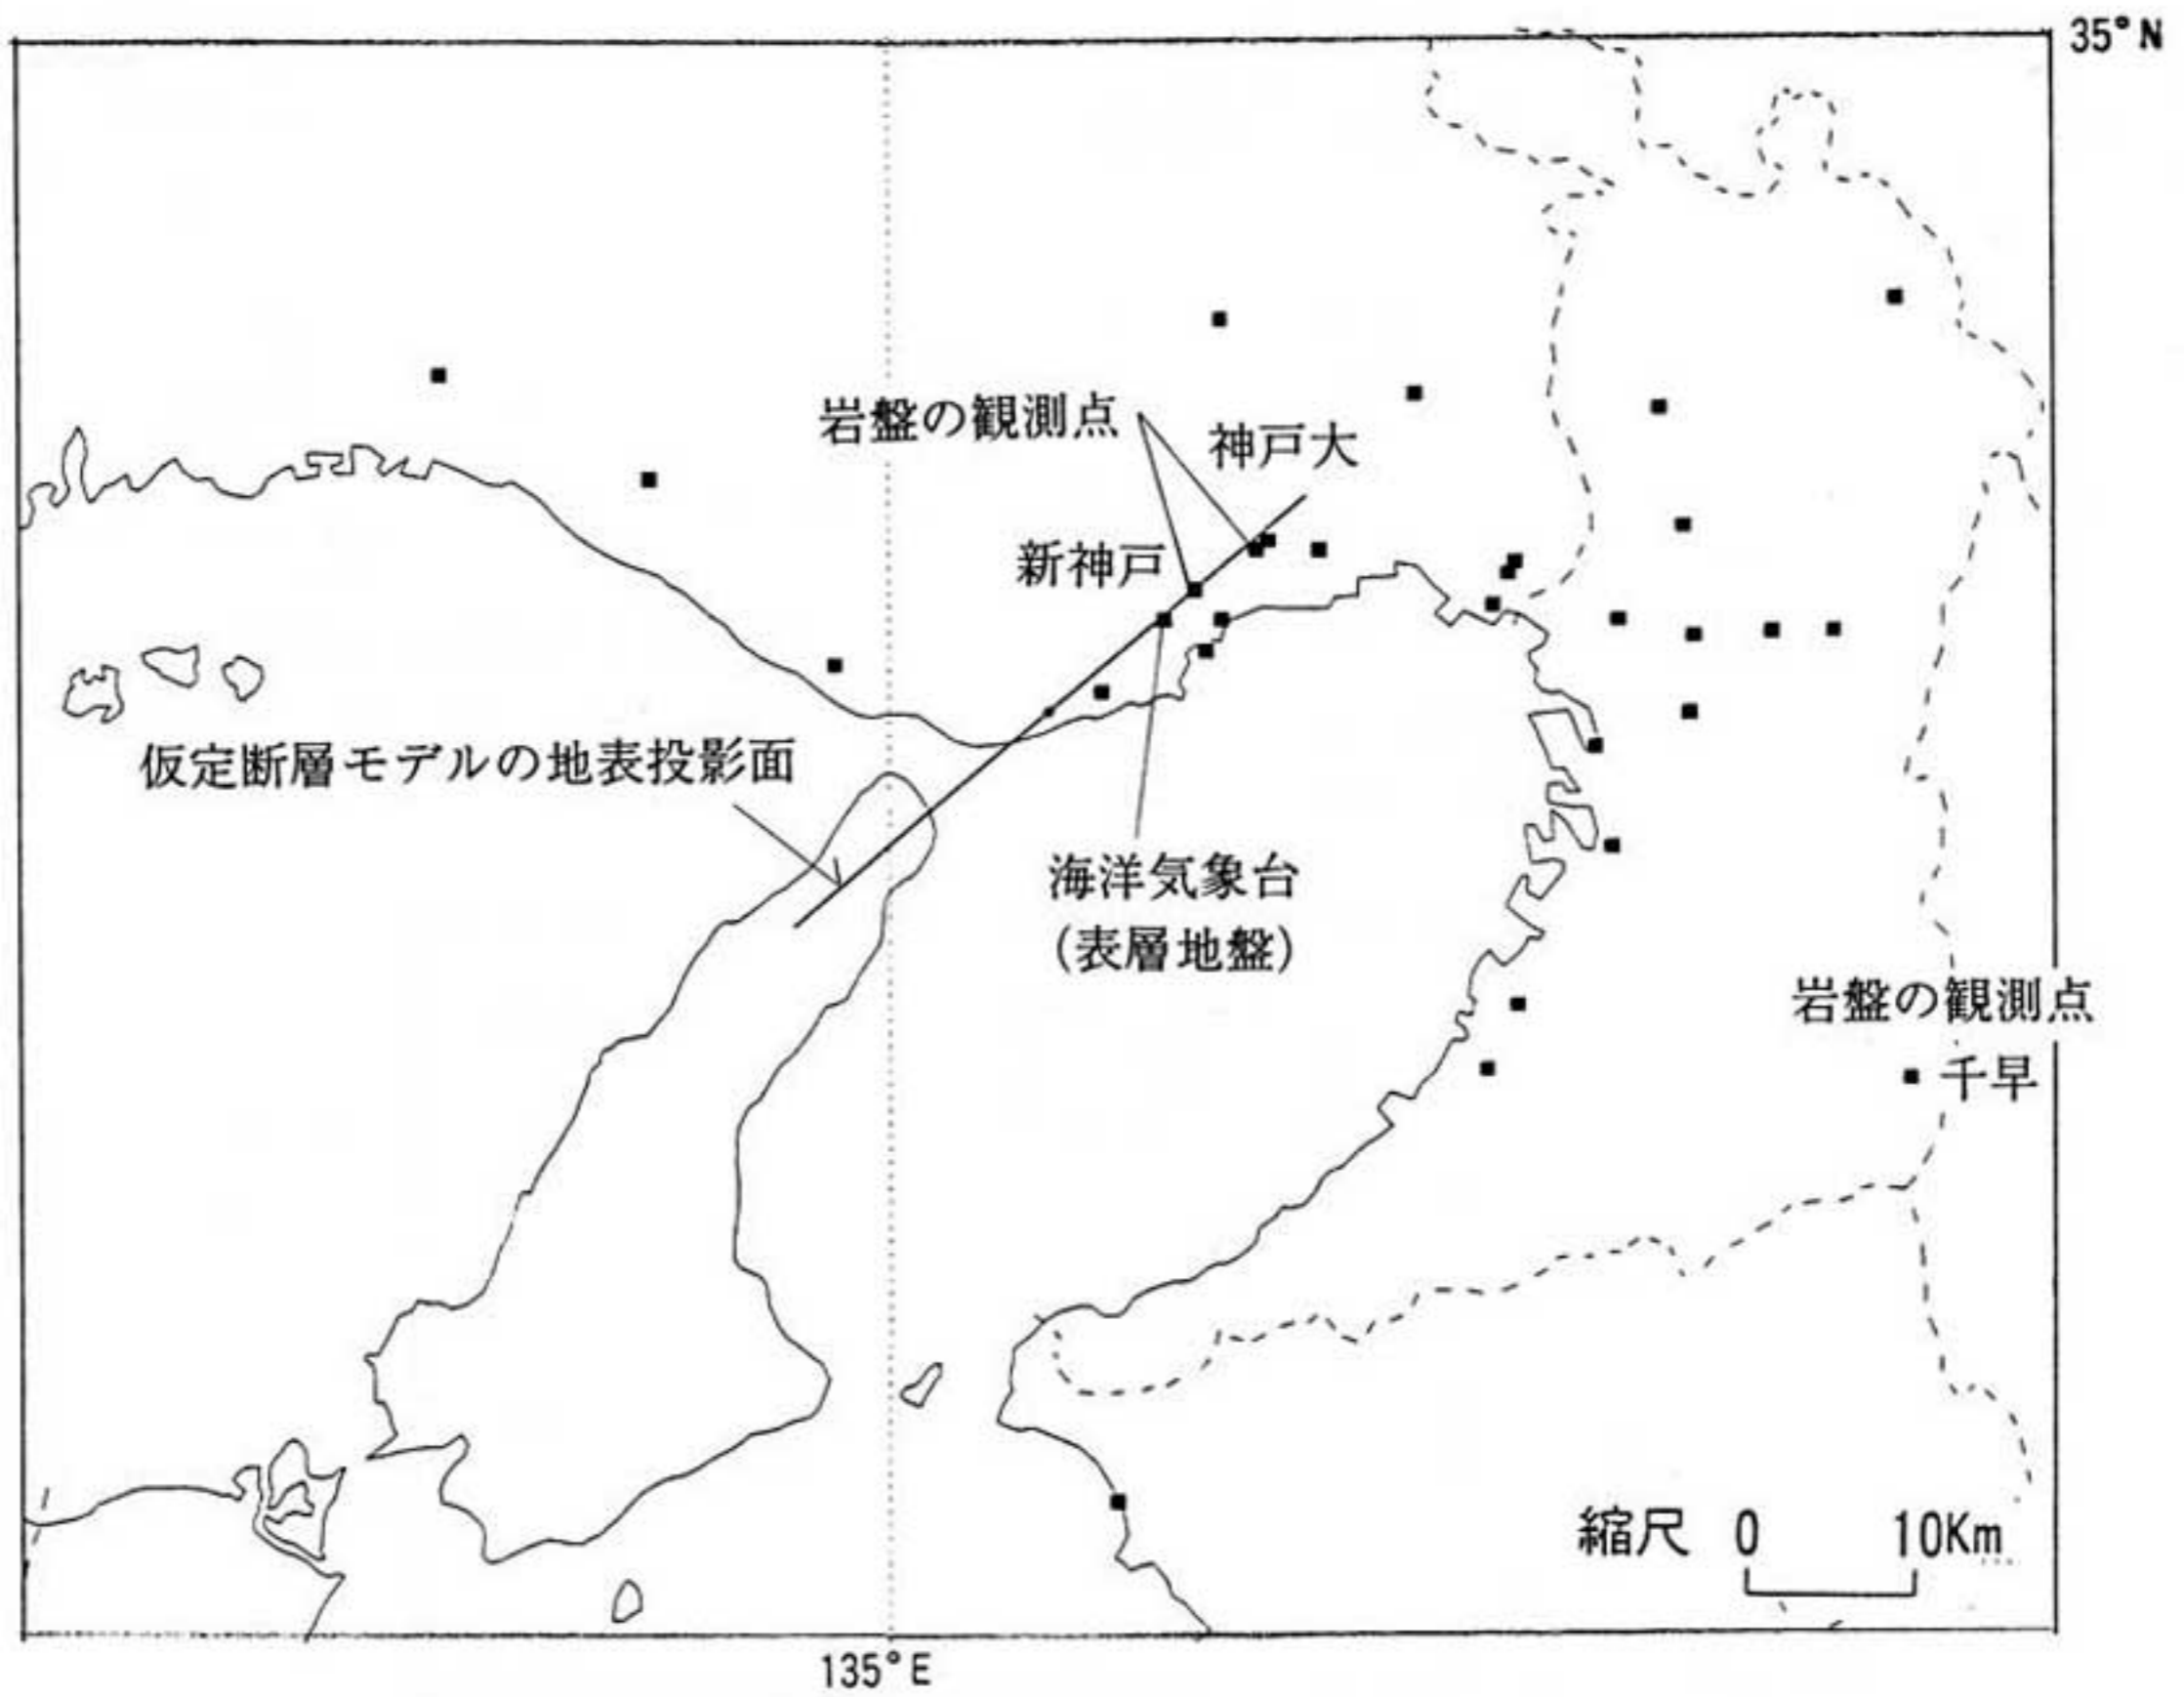 35°N
岩盤の観測点
神戸大
新神戸
仮定断層モデルの地表投影面
海洋気象台
(表層地盤)
岩盤の観測点
千早
縮尺 0 10Km
135°E